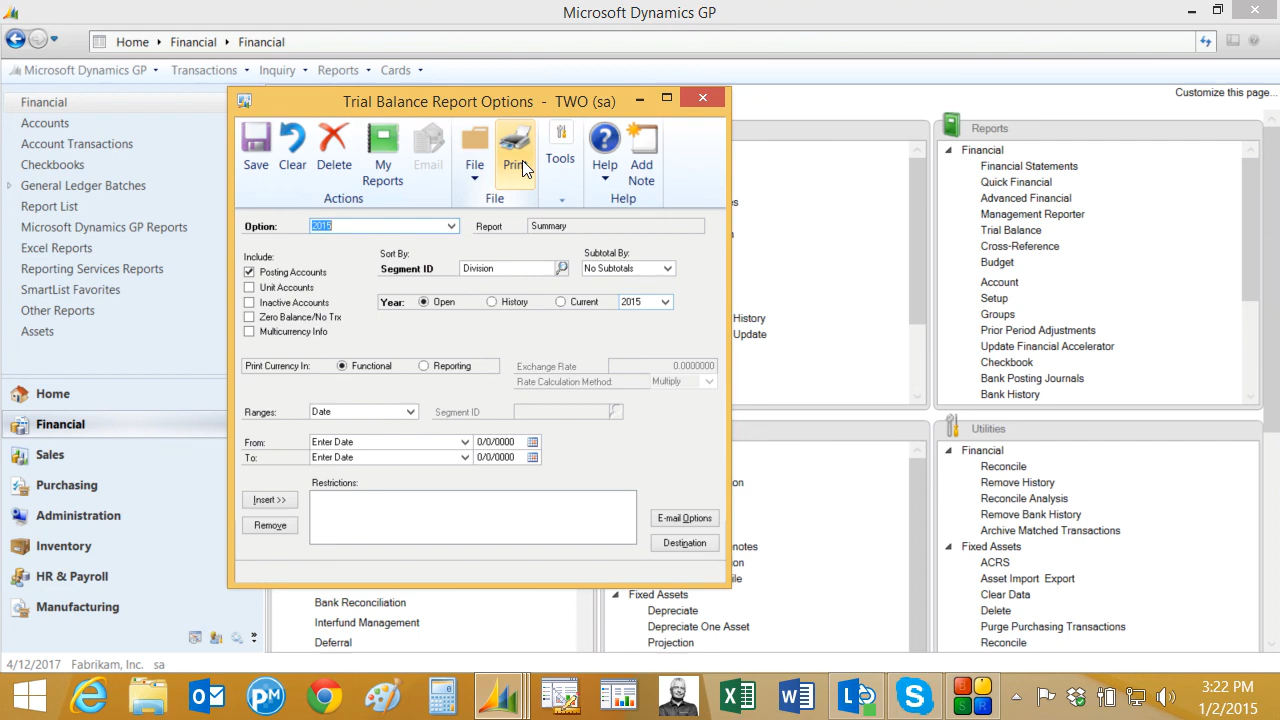 Microsoft Dynamics GP
Home Financial Financial
Microsoft Dynamics GP Transactions Inquiry Reports Cards
Customize this page...
Financial
Accounts
Account Transactions
Checkbooks
General Ledger Batches
Report List
Microsoft Dynamics GP Reports
Excel Reports
Reporting Services Reports
SmartList Favorites
Other Reports
Assets
Home
Financial
Sales
Purchasing
Administration
Inventory
HR & Payroll
Manufacturing
Trial Balance Report Options - TWO (sa)
Save Clear Delete My Reports Email File Print Tools Help Add Note
Actions File Help
Option: 2015 Report Summary
Include: Sort By: Subtotal By:
Posting Accounts Segment ID Division No Subtotals
Unit Accounts
Inactive Accounts Year: Open History Current 2015
Zero Balance/No Trx
Multicurrency Info
Print Currency In: Functional Reporting Exchange Rate 0.0000000
Rate Calculation Method: Multiply
Ranges: Date Segment ID
From: Enter Date 0/0/0000
To: Enter Date 0/0/0000
Restrictions:
Insert >>
Remove
E-mail Options
Destination
Update
Bank Reconciliation
Interfund Management
Deferral
Fixed Assets
Depreciate
Depreciate One Asset
Projection
Reports
Financial
Financial Statements
Quick Financial
Advanced Financial
Management Reporter
Trial Balance
Cross-Reference
Budget
Account
Setup
Groups
Prior Period Adjustments
Update Financial Accelerator
Checkbook
Bank Posting Journals
Bank History
Utilities
Financial
Reconcile
Remove History
Reconcile Analysis
Remove Bank History
Archive Matched Transactions
Fixed Assets
ACRS
Asset Import Export
Clear Data
Delete
Purge Purchasing Transactions
Reconcile
4/12/2017 Fabrikam, Inc. sa
3:22 PM
1/2/2015